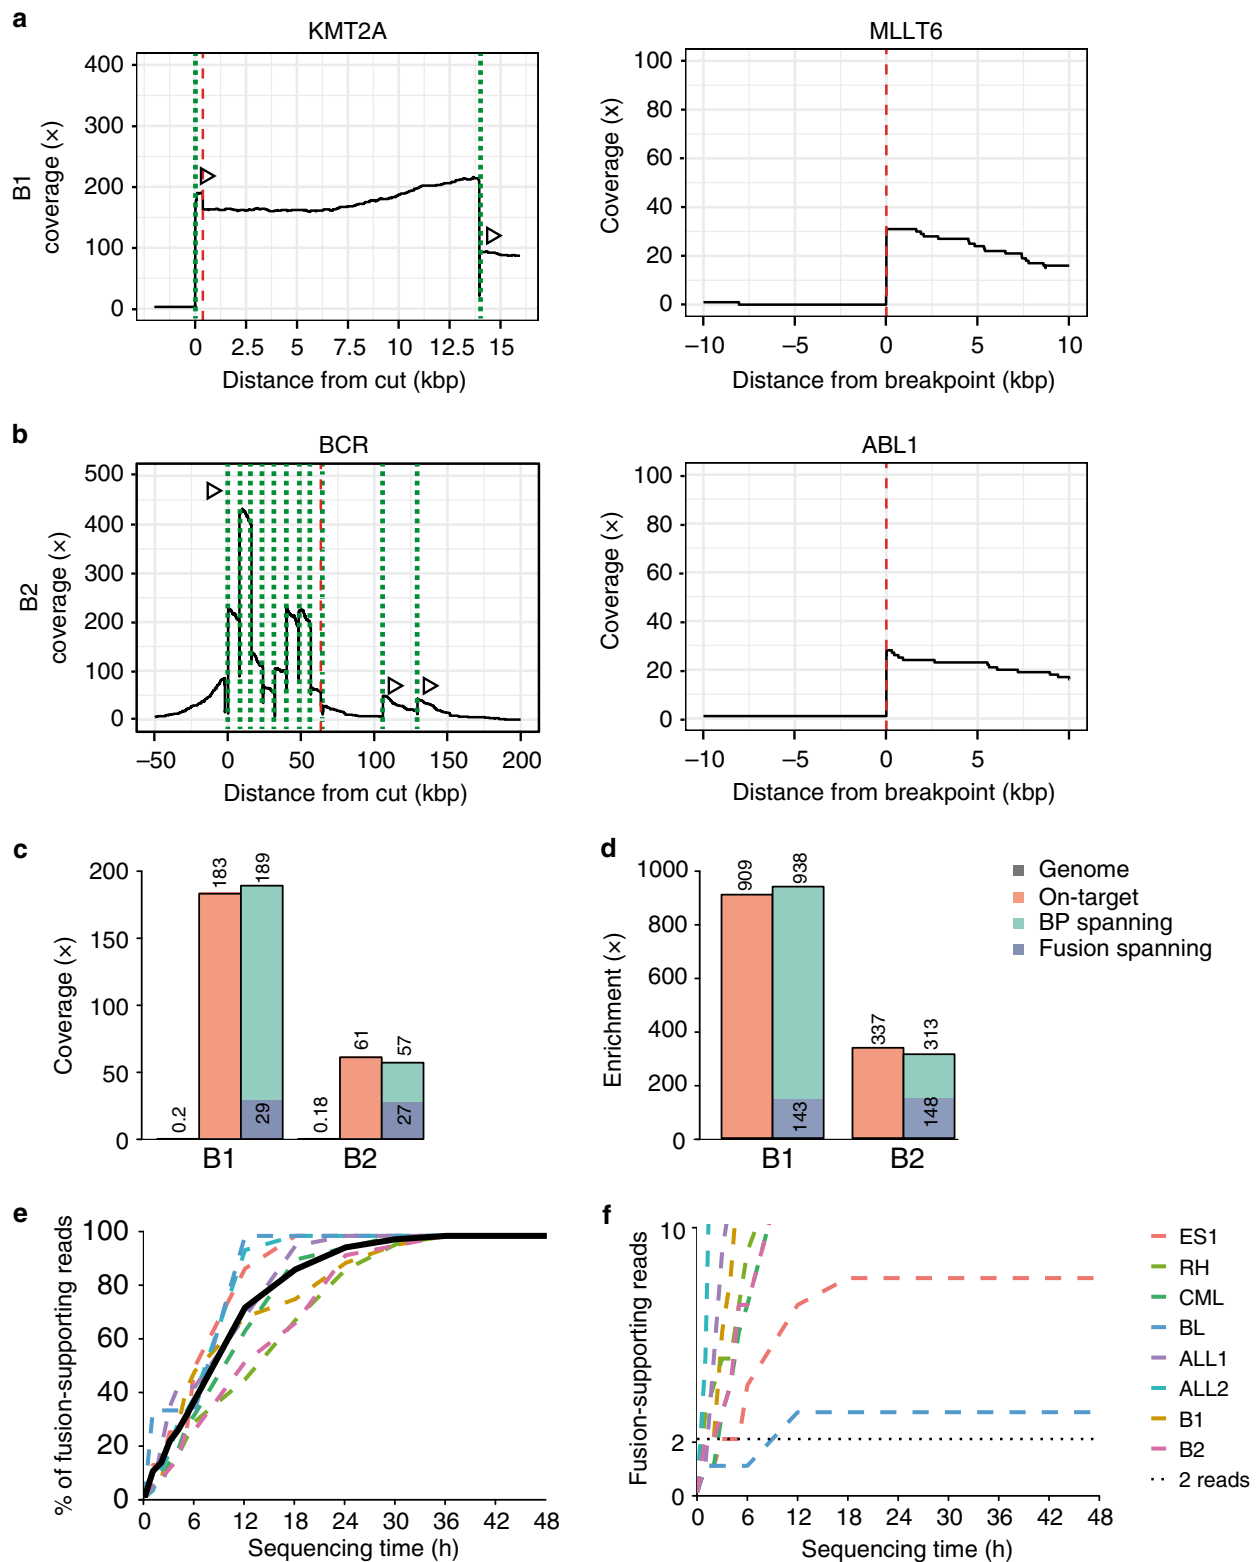 a
KMT2A
MLLT6
B1
coverage (×)
400
300
200
100
0
0 2.5 5 7.5 10 12.5 15
Distance from cut (kbp)
Coverage (x)
100
80
60
40
20
0
−10 −5 0 5 10
Distance from breakpoint (kbp)
b
BCR
ABL1
B2
coverage (×)
500
400
300
200
100
0
−50 0 50 100 150 200
Distance from cut (kbp)
Coverage (×)
100
80
60
40
20
0
−10 −5 0 5
Distance from breakpoint (kbp)
c
Coverage (×)
200
150
100
50
0
0.2
183
189
29
0.18
61
57
27
B1 B2
d
Enrichment (×)
1000
800
600
400
200
0
909
938
143
337
313
148
B1 B2
Genome
On-target
BP spanning
Fusion spanning
e
% of fusion-supporting reads
100
80
60
40
20
0
0 6 12 18 24 30 36 42 48
Sequencing time (h)
f
Fusion-supporting reads
10
2
0
0 6 12 18 24 30 36 42 48
Sequencing time (h)
ES1
RH
CML
BL
ALL1
ALL2
B1
B2
2 reads